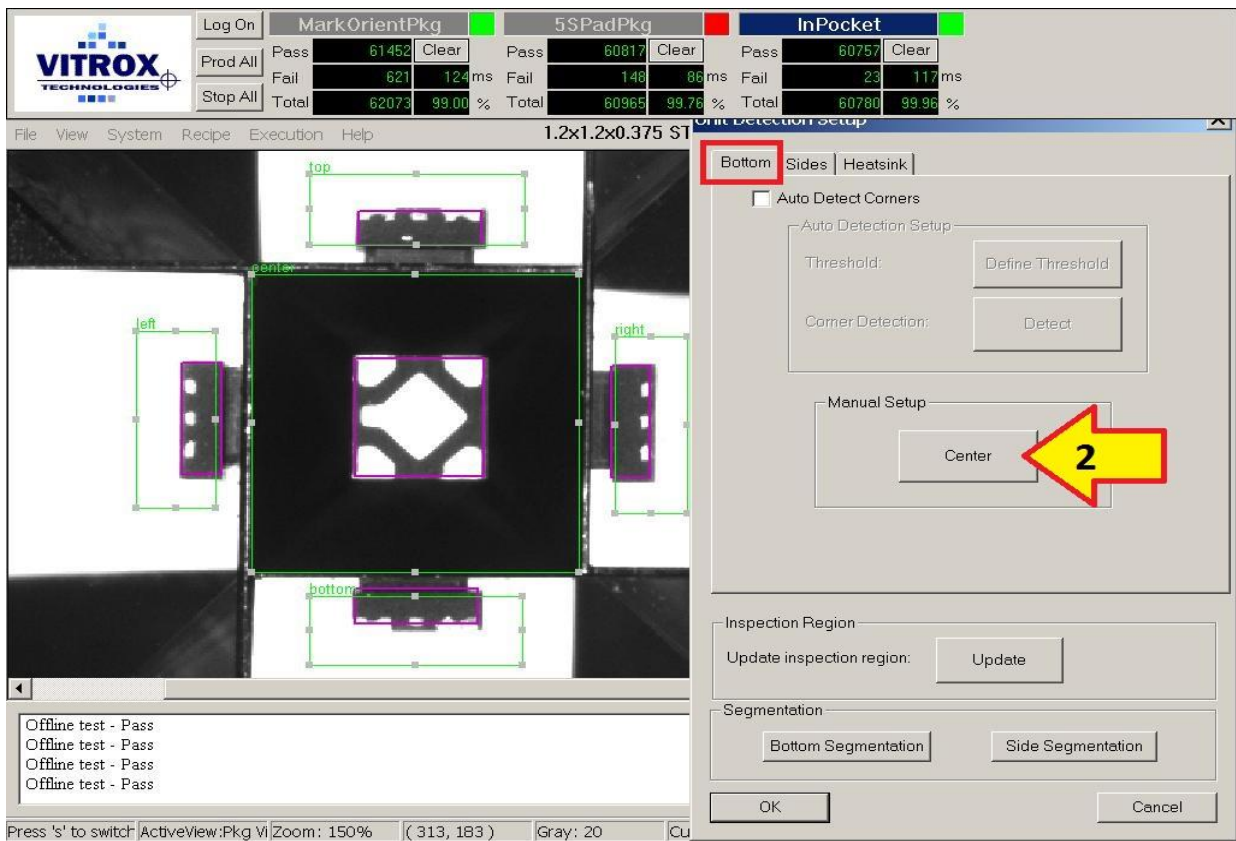 VITROX
TECHNOLOGIES
Log On
Prod All
Stop All
MarkOrientPkg
Pass 61452 Clear
Fail 621 124 ms
Total 62073 99.00 %
5SPadPkg
Pass 60817 Clear
Fail 148 86 ms
Total 60965 99.76 %
InPocket
Pass 60757 Clear
Fail 23 117 ms
Total 60780 99.96 %
File View System Recipe Execution Help
1.2x1.2x0.375 ST
Unit Detection Setup
top
center
left
right
bottom
Bottom Sides Heatsink
Auto Detect Corners
Auto Detection Setup
Threshold: Define Threshold
Corner Detection: Detect
Manual Setup
Center
2
Inspection Region
Update inspection region: Update
Segmentation
Bottom Segmentation Side Segmentation
OK Cancel
Offline test - Pass
Offline test - Pass
Offline test - Pass
Offline test - Pass
Press 's' to switch ActiveView:Pkg Vi Zoom: 150% ( 313, 183 ) Gray: 20 Cu